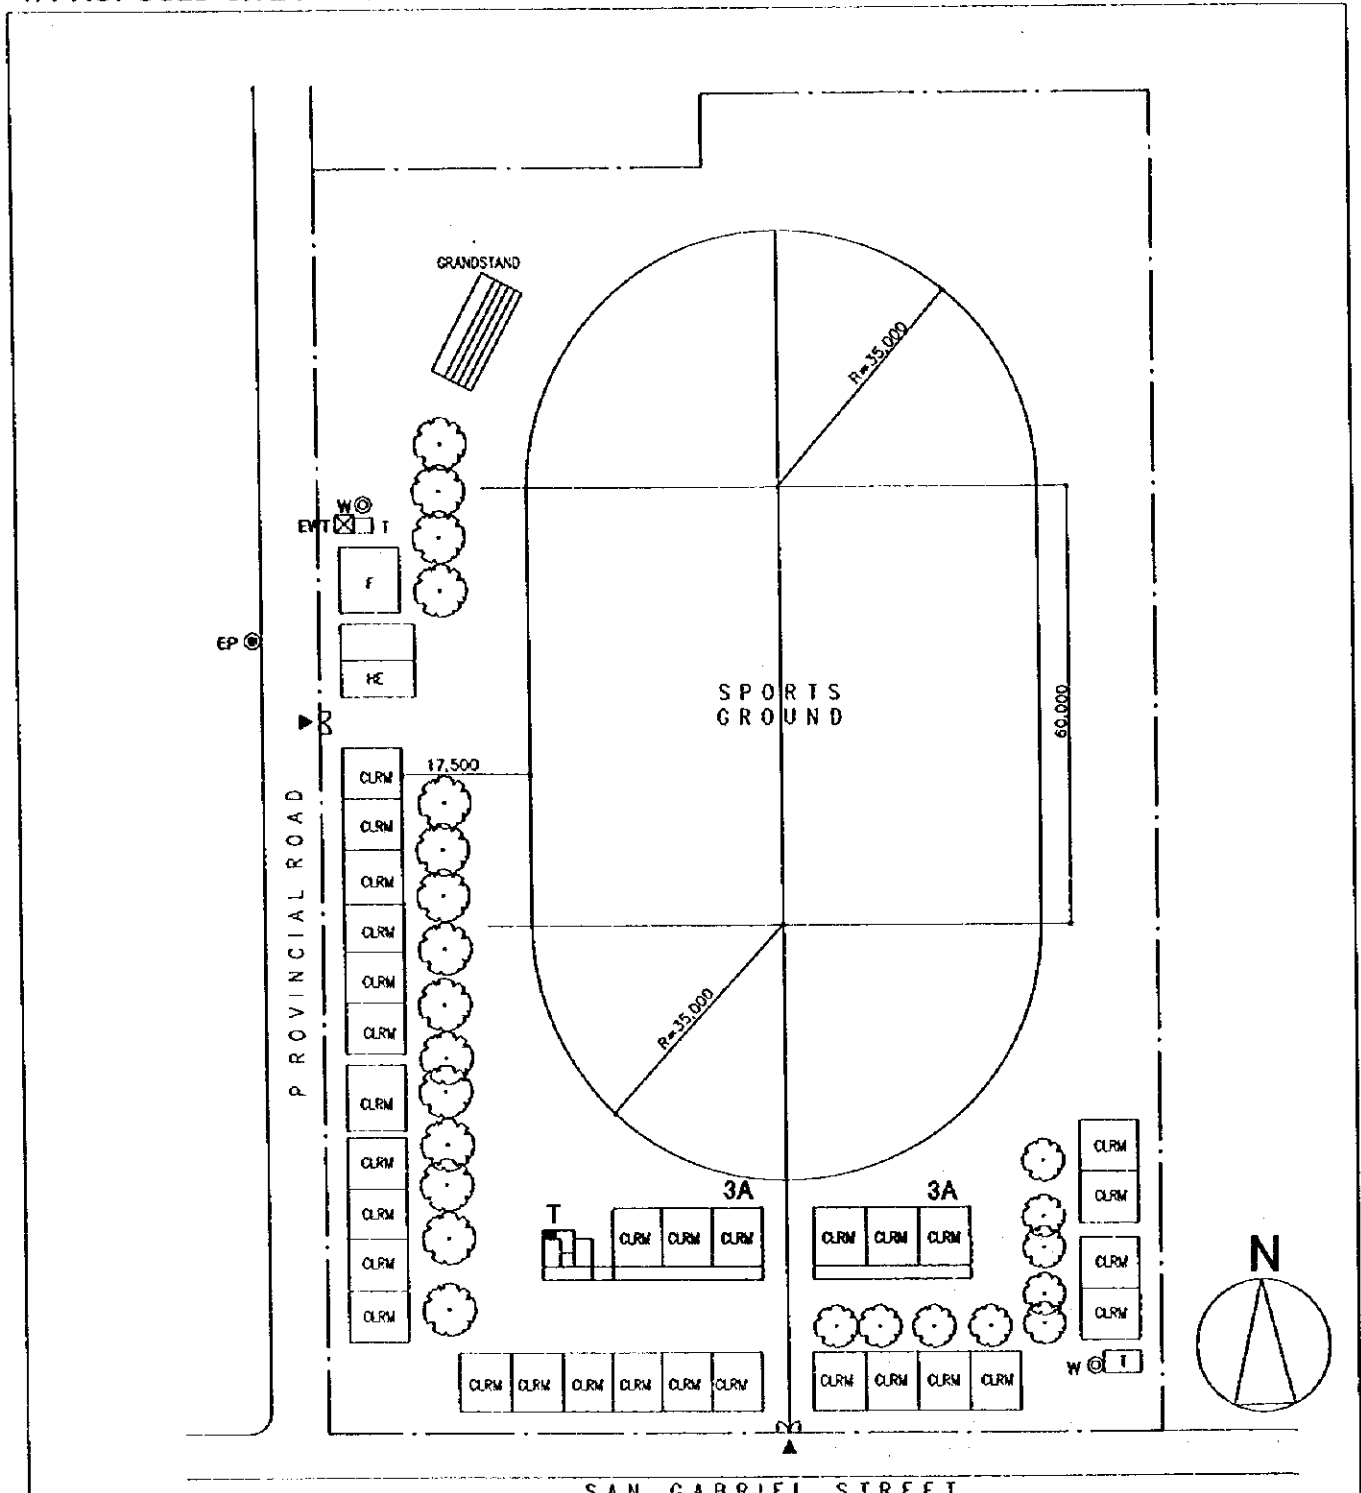 GRANDSTAND
R=35,000
W
EWT T
F
EP
HE
SPORTS
GROUND
60,000
17,500
CLRM
CLRM
CLRM
CLRM
CLRM
CLRM
CLRM
CLRM
CLRM
CLRM
CLRM
PROVINCIAL ROAD
R=35,000
3A
3A
T
CLRM CLRM CLRM
CLRM CLRM CLRM
CLRM
CLRM
CLRM
CLRM
N
W T
CLRM CLRM CLRM CLRM CLRM CLRM
CLRM CLRM CLRM CLRM
SAN GABRIEL STREET